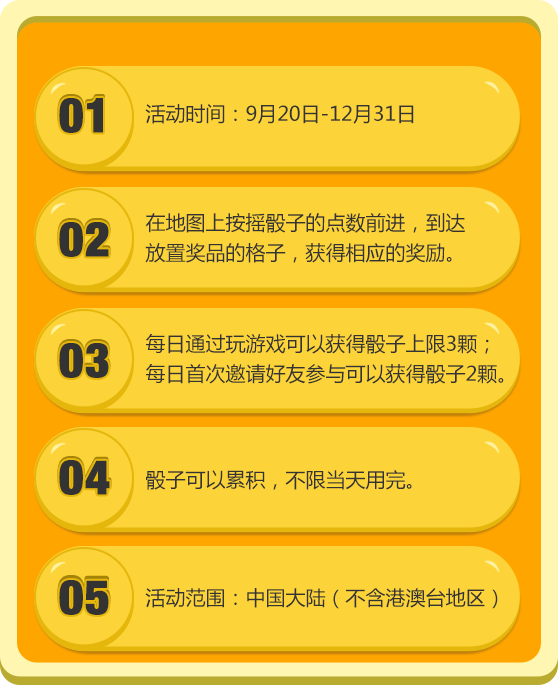 01
活动时间：9月20日-12月31日
02
在地图上按摇骰子的点数前进，到达
放置奖品的格子，获得相应的奖励。
03
每日通过玩游戏可以获得骰子上限3颗；
每日首次邀请好友参与可以获得骰子2颗。
04
骰子可以累积，不限当天用完。
05
活动范围：中国大陆（不含港澳台地区）